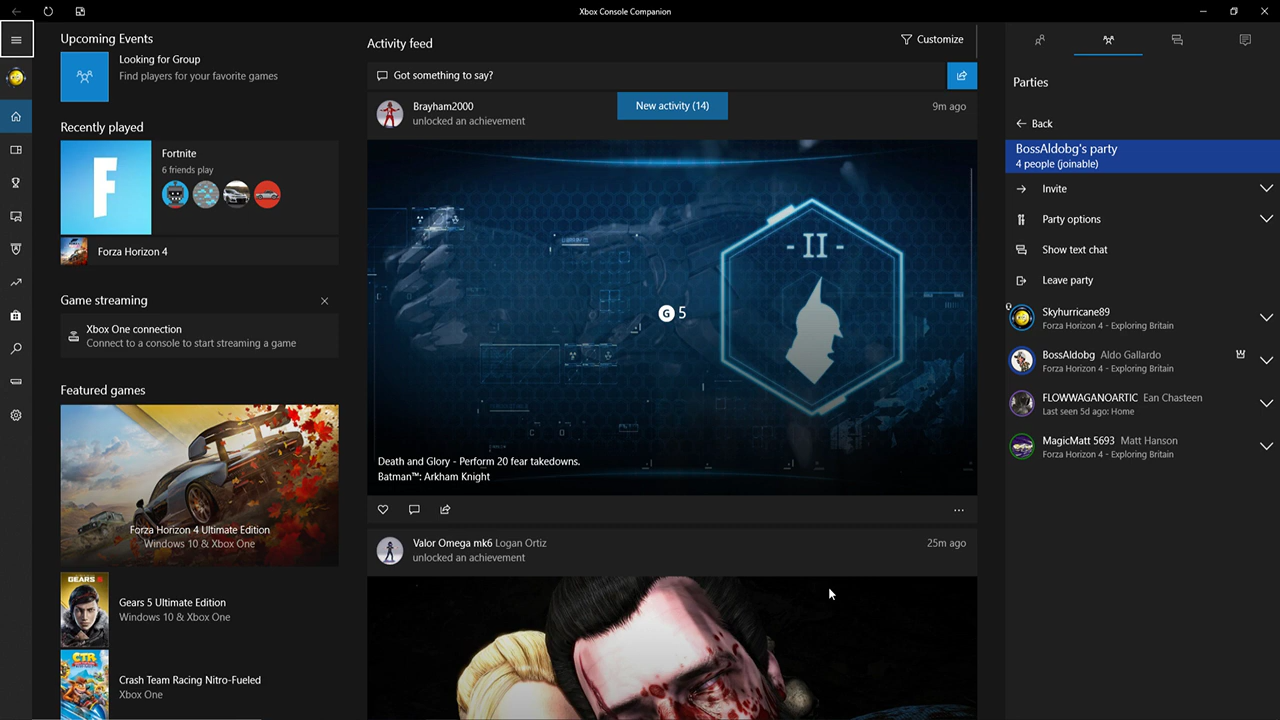 Xbox Console Companion
Upcoming Events
Looking for Group
Find players for your favorite games
Recently played
Fortnite
6 friends play
F
Forza Horizon 4
Game streaming
Xbox One connection
Connect to a console to start streaming a game
Featured games
Forza Horizon 4 Ultimate Edition
Windows 10 & Xbox One
GEARS 5
Gears 5 Ultimate Edition
Windows 10 & Xbox One
CTR
Crash Team Racing Nitro-Fueled
Xbox One
Activity feed
Customize
Got something to say?
New activity (14)
Brayham2000
9m ago
unlocked an achievement
- II -
G 5
Death and Glory - Perform 20 fear takedowns.
Batman™: Arkham Knight
Valor Omega mk6 Logan Ortiz
25m ago
unlocked an achievement
Parties
Back
BossAldobg's party
4 people (joinable)
Invite
Party options
Show text chat
Leave party
Skyhurricane89
Forza Horizon 4 - Exploring Britain
BossAldobg Aldo Gallardo
Forza Horizon 4 - Exploring Britain
FLOWWAGANOARTIC Ean Chasteen
Last seen 5d ago: Home
MagicMatt 5693 Matt Hanson
Forza Horizon 4 - Exploring Britain